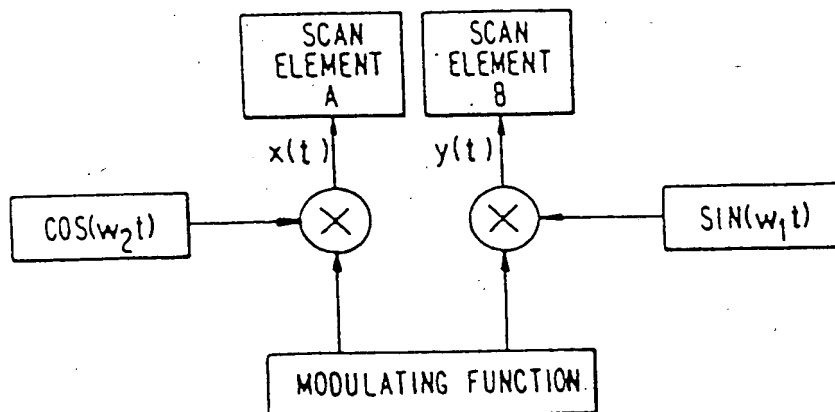 SCAN
ELEMENT
A
SCAN
ELEMENT
B
x(t)
y(t)
COS(w₂t)
SIN(w₁t)
MODULATING FUNCTION